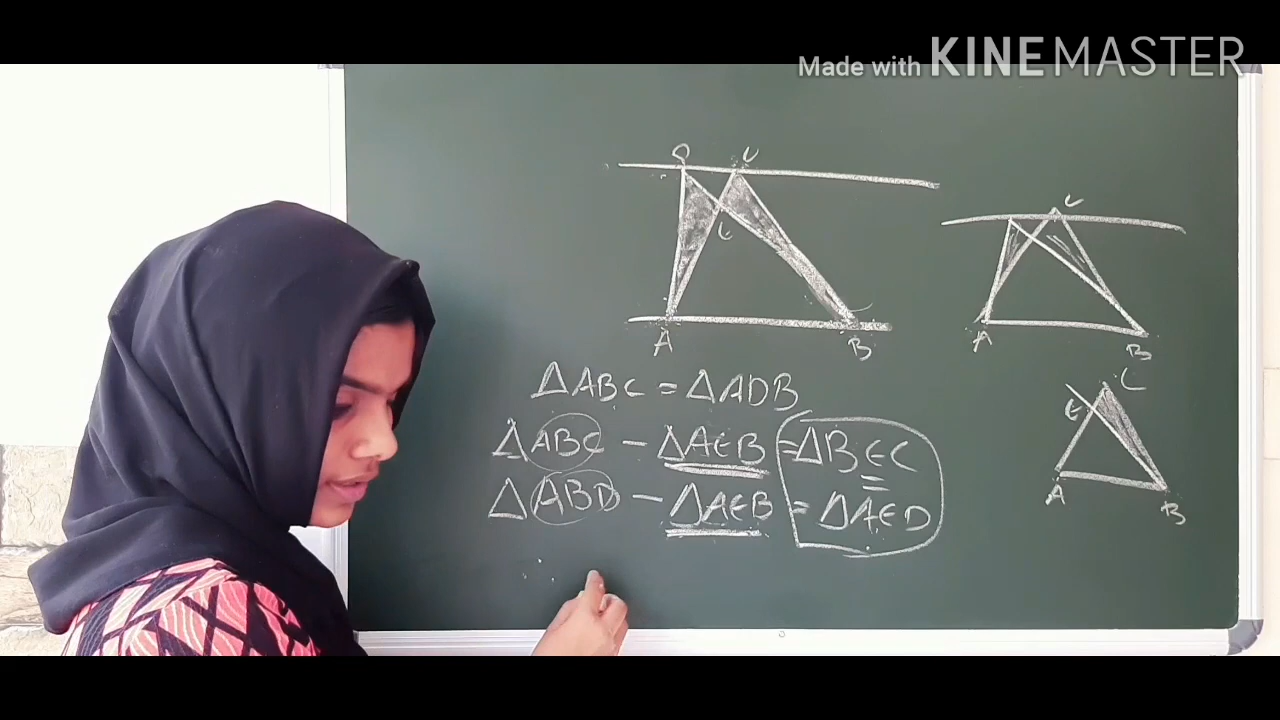 Made with KINEMASTER
D C
E
A B
C
A B
C
E
A B
ΔABC = ΔADB
ΔABC - ΔAEB = ΔBEC
ΔABD - ΔAEB = ΔAED